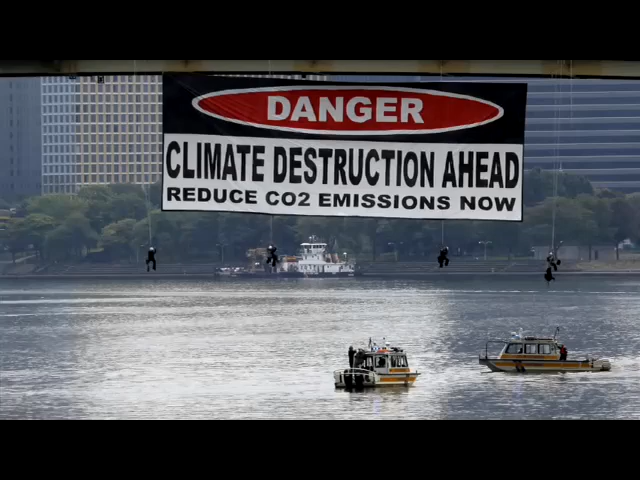 DANGER
CLIMATE DESTRUCTION AHEAD
REDUCE CO2 EMISSIONS NOW